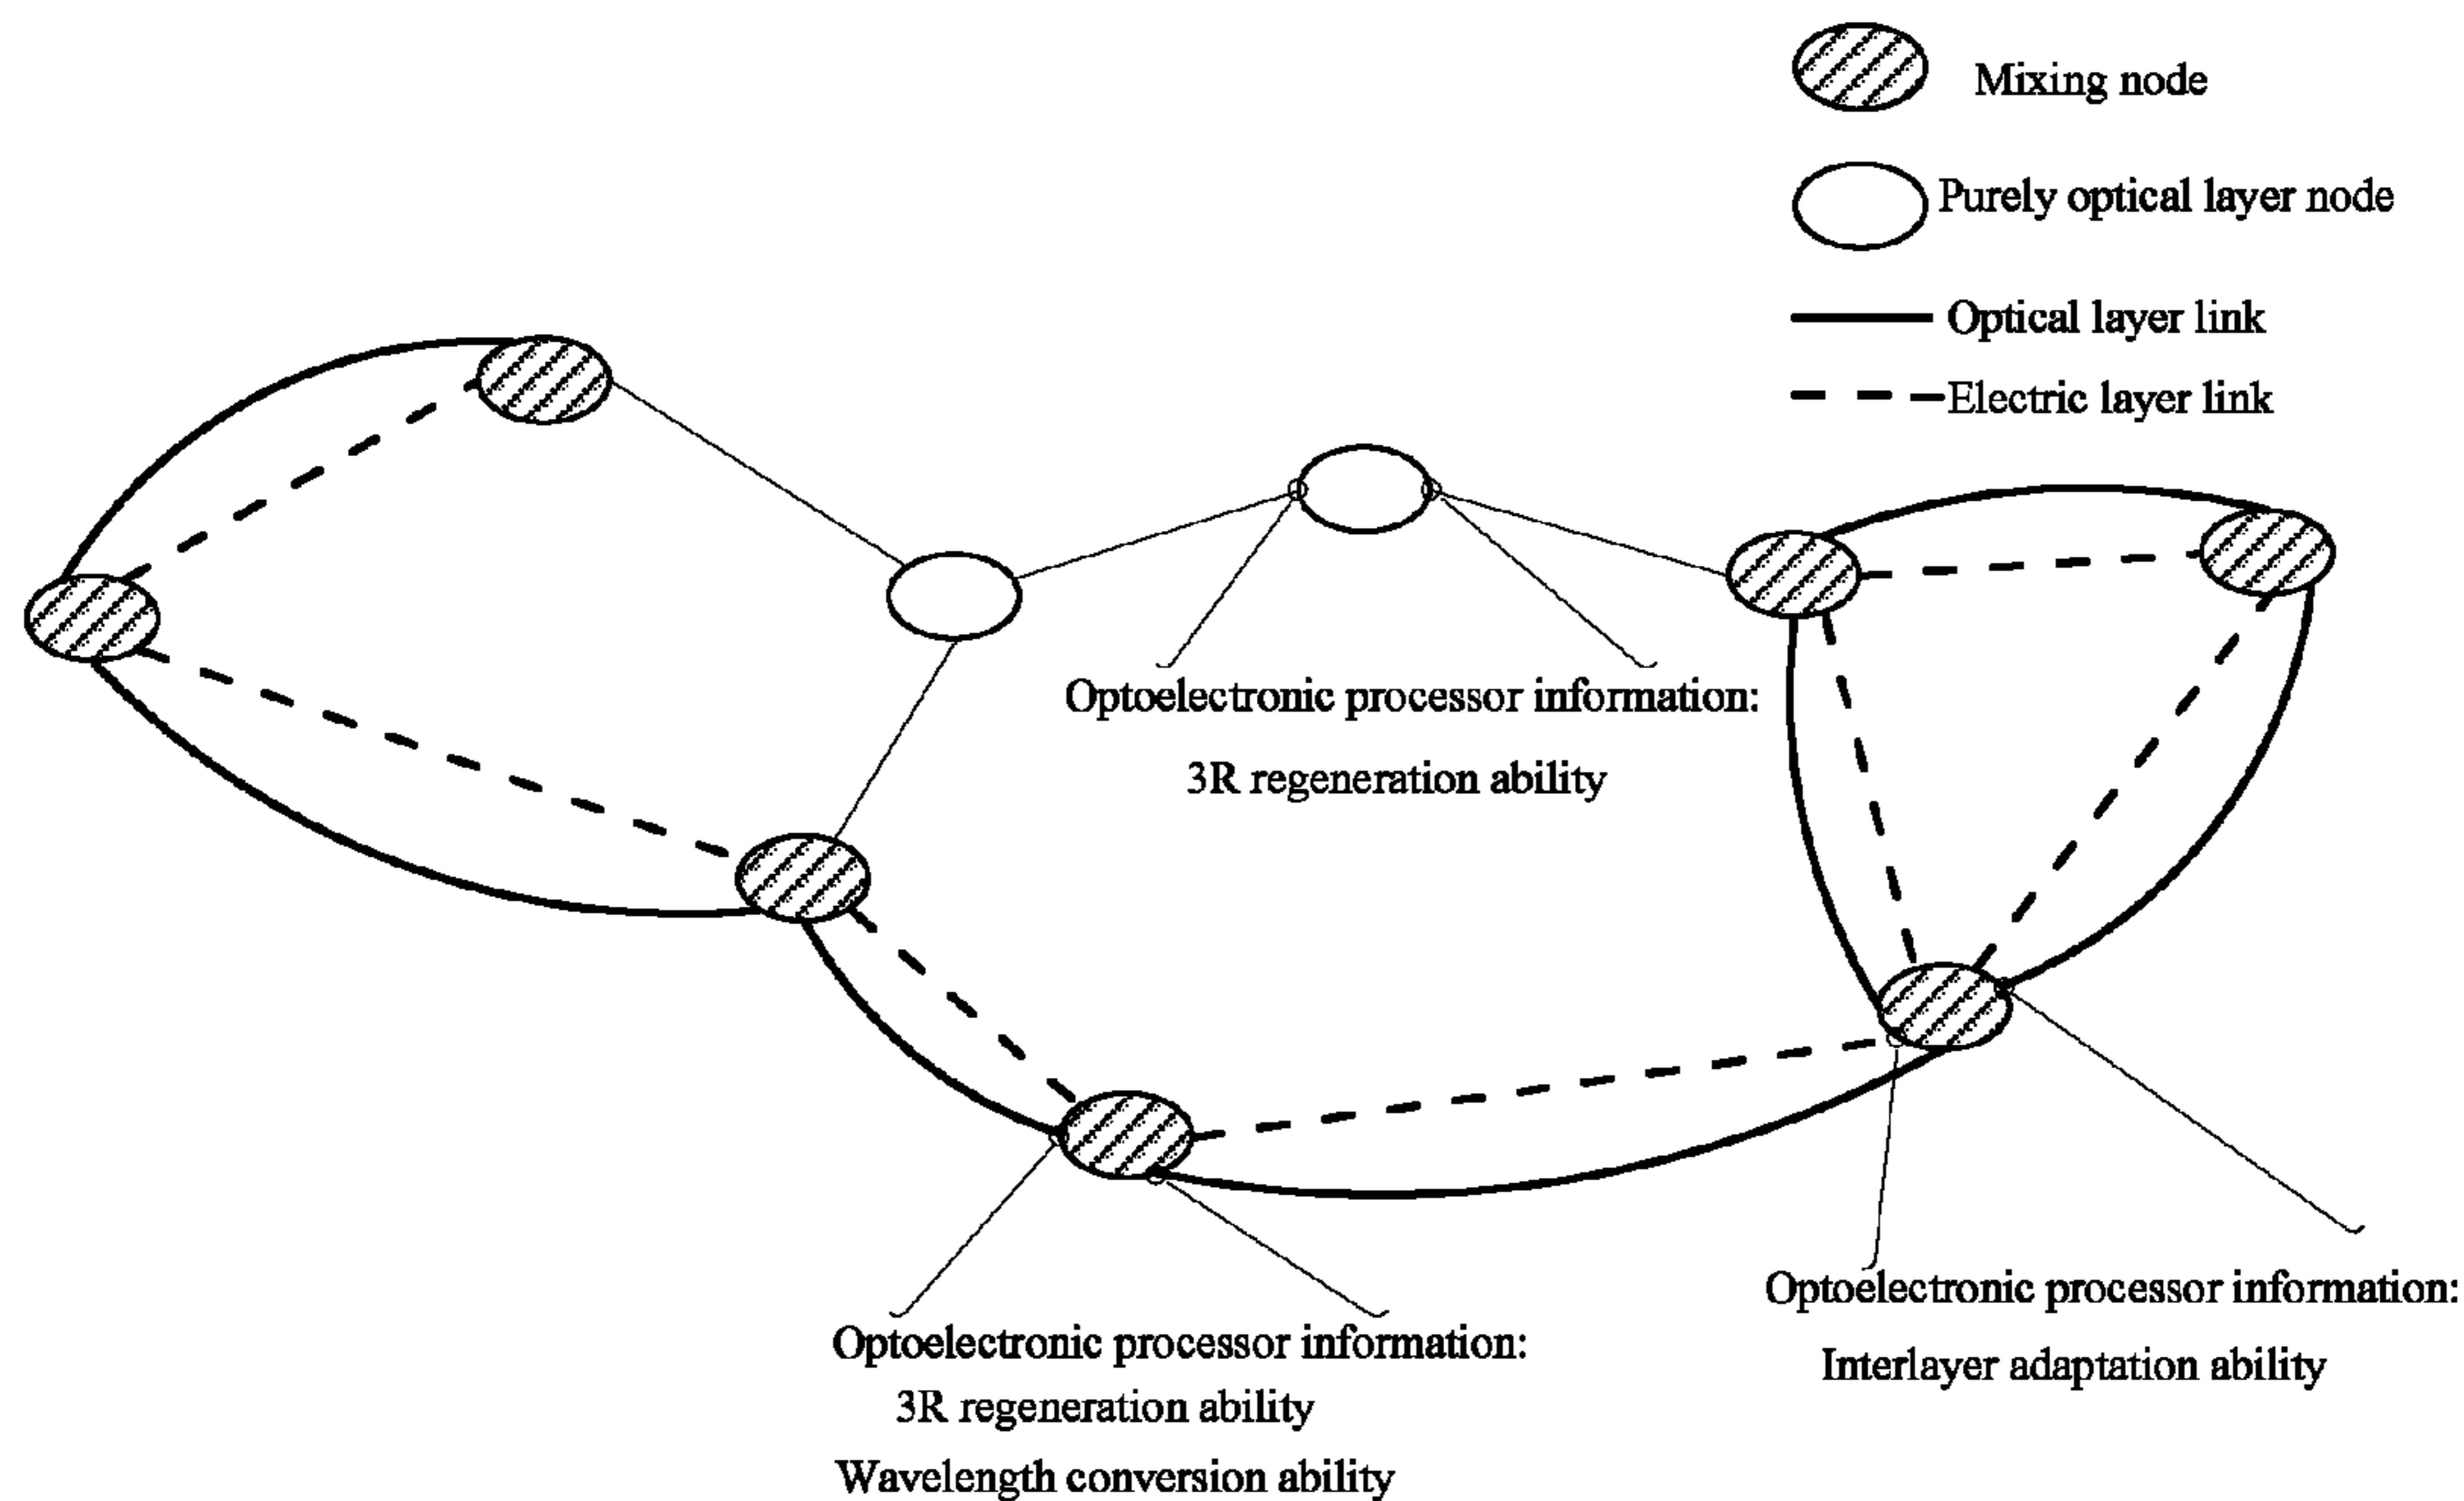 Mixing node
Purely optical layer node
Optical layer link
Electric layer link
Optoelectronic processor information:
3R regeneration ability
Optoelectronic processor information:
Interlayer adaptation ability
Optoelectronic processor information:
3R regeneration ability
Wavelength conversion ability